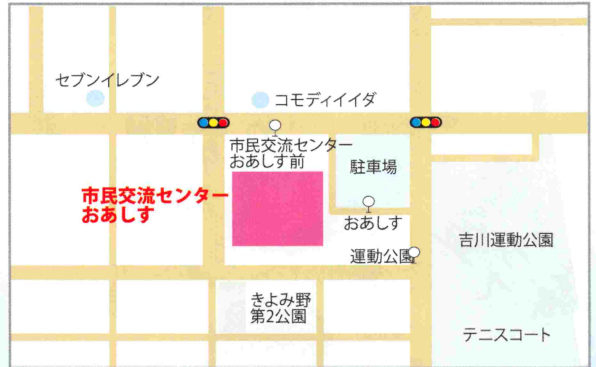 セブンイレブン
コモディイイダ
市民交流センター
おあしす前
駐車場
市民交流センター
おあしす
おあしす
吉川運動公園
運動公園
きよみ野
第2公園
テニスコート